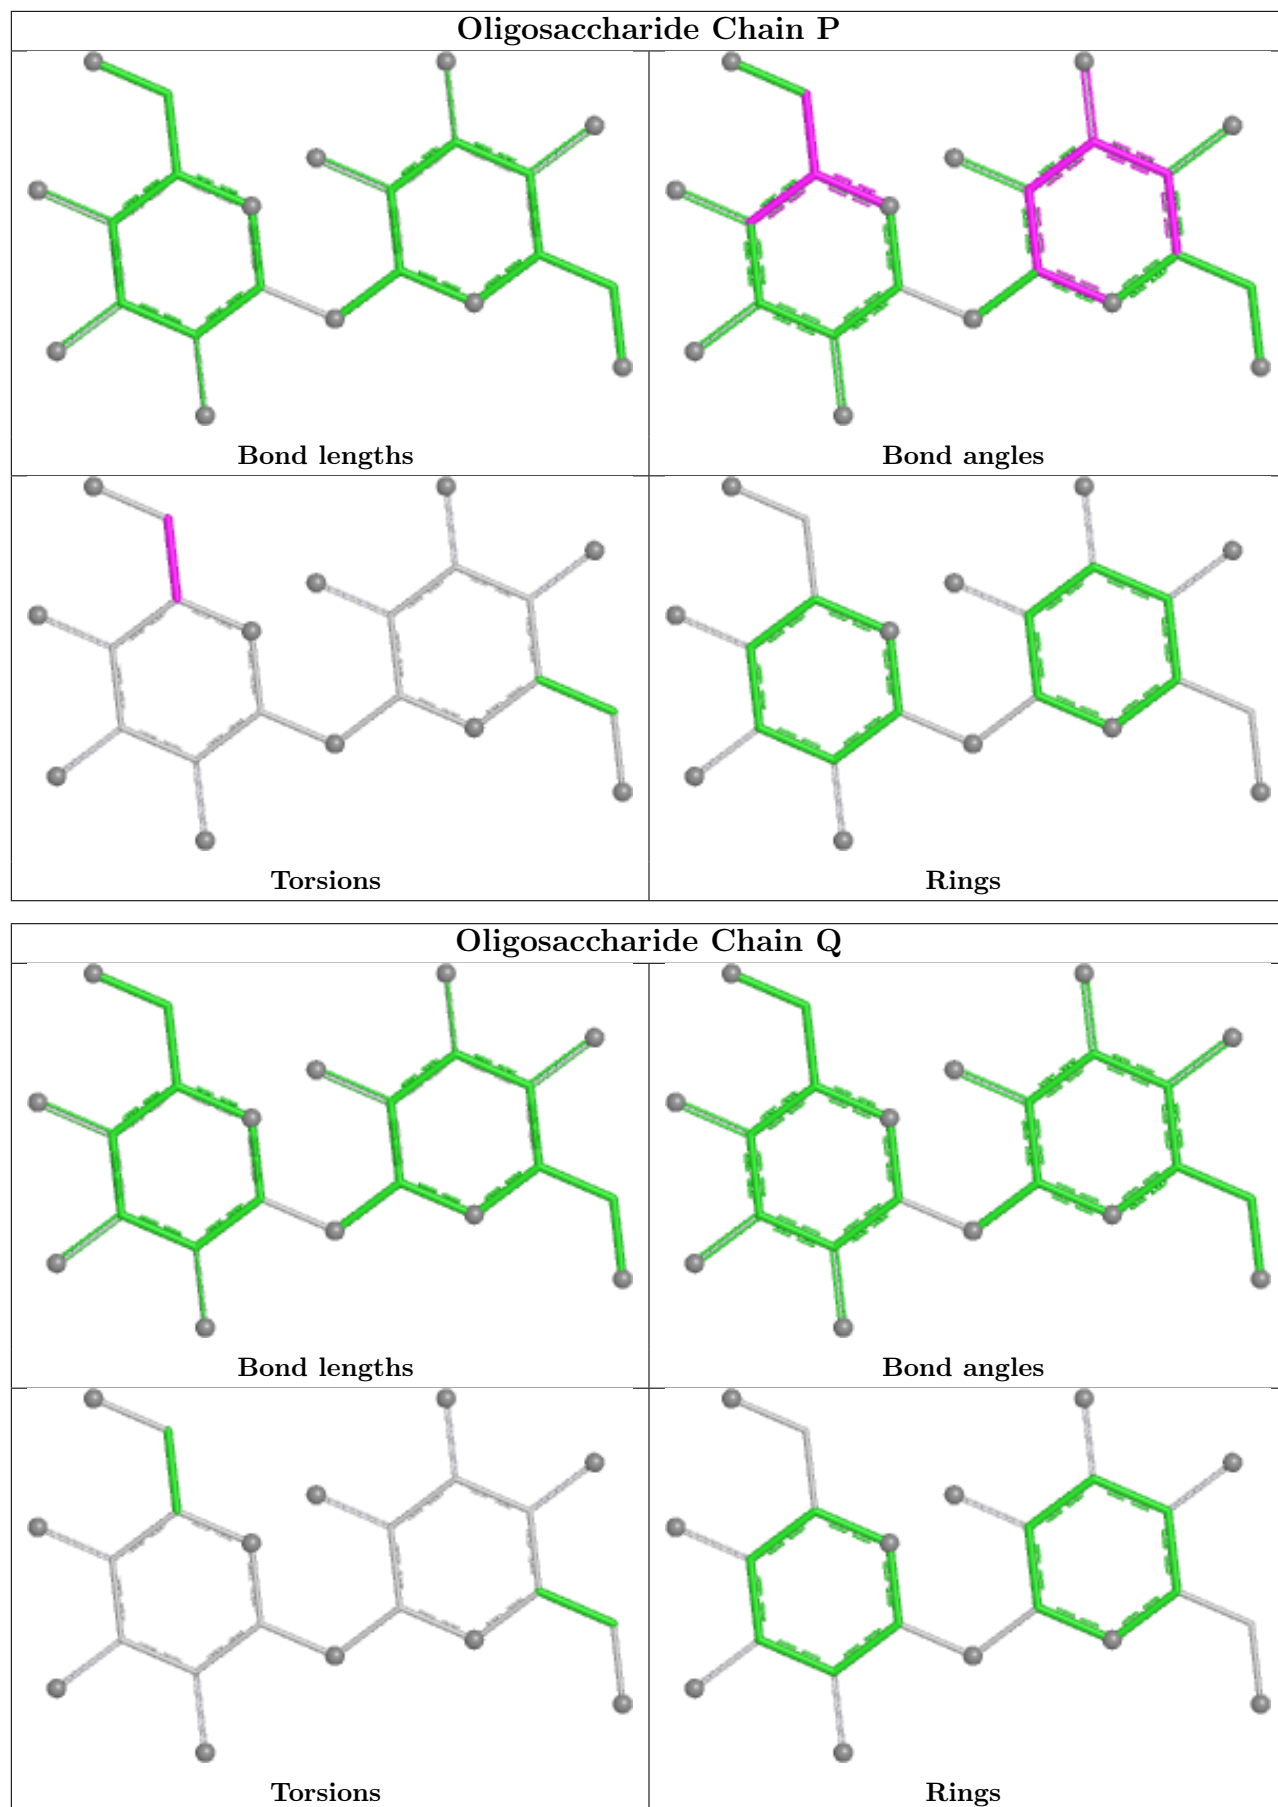 Oligosaccharide Chain P
Bond lengths
Bond angles
Torsions
Rings
Oligosaccharide Chain Q
Bond lengths
Bond angles
Torsions
Rings